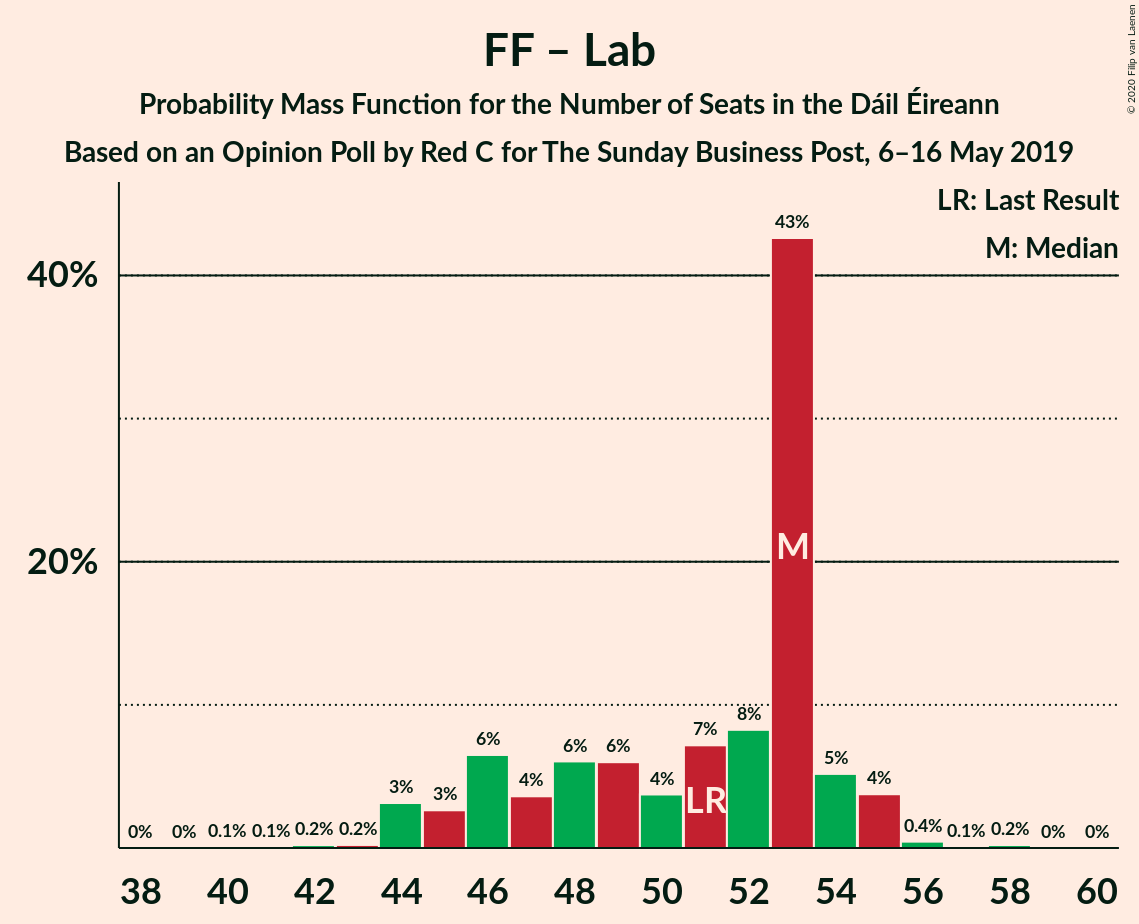 FF – Lab
Probability Mass Function for the Number of Seats in the Dáil Éireann
Based on an Opinion Poll by Red C for The Sunday Business Post, 6–16 May 2019
© 2020 Filip van Laenen
LR: Last Result
M: Median
43%
40%
20%
M
LR
0% 0% 0.1% 0.1% 0.2% 0.2% 3% 3% 6% 4% 6% 6% 4% 7% 8% 5% 4% 0.4% 0.1% 0.2% 0% 0%
38 40 42 44 46 48 50 52 54 56 58 60